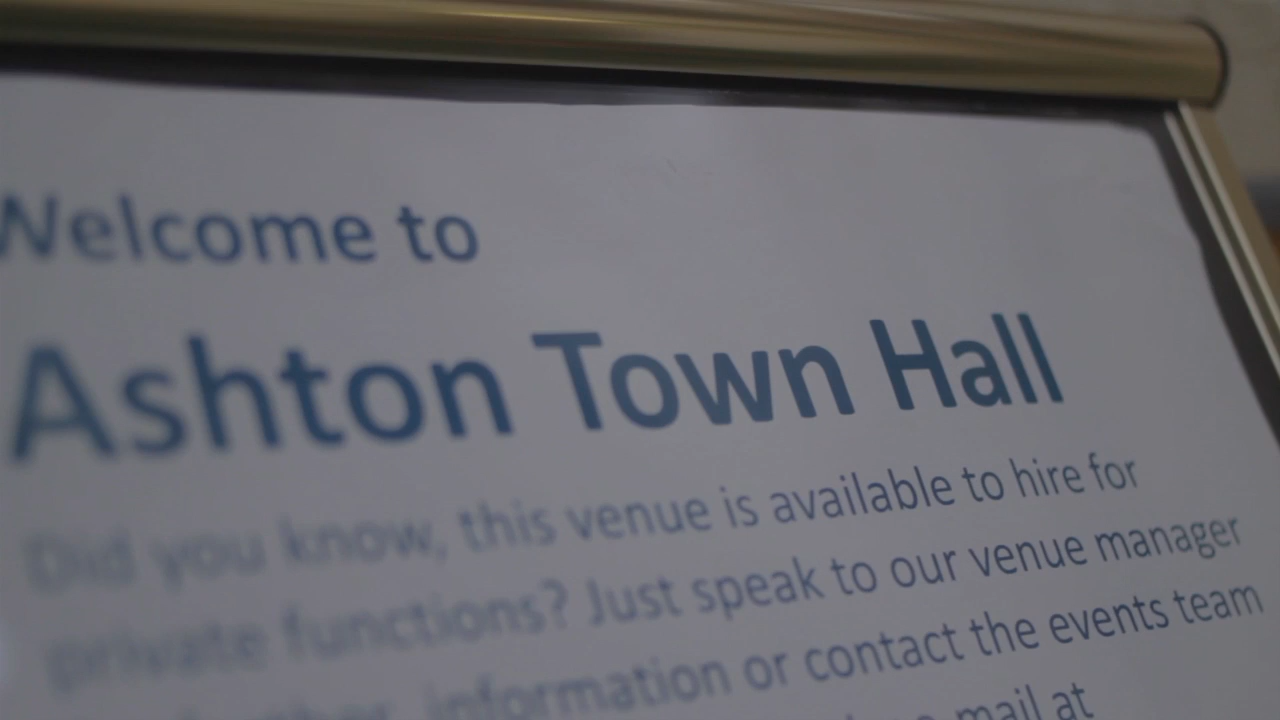 Welcome to
Ashton Town Hall
Did you know, this venue is available to hire for
private functions? Just speak to our venue manager
information or contact the events team
mail at